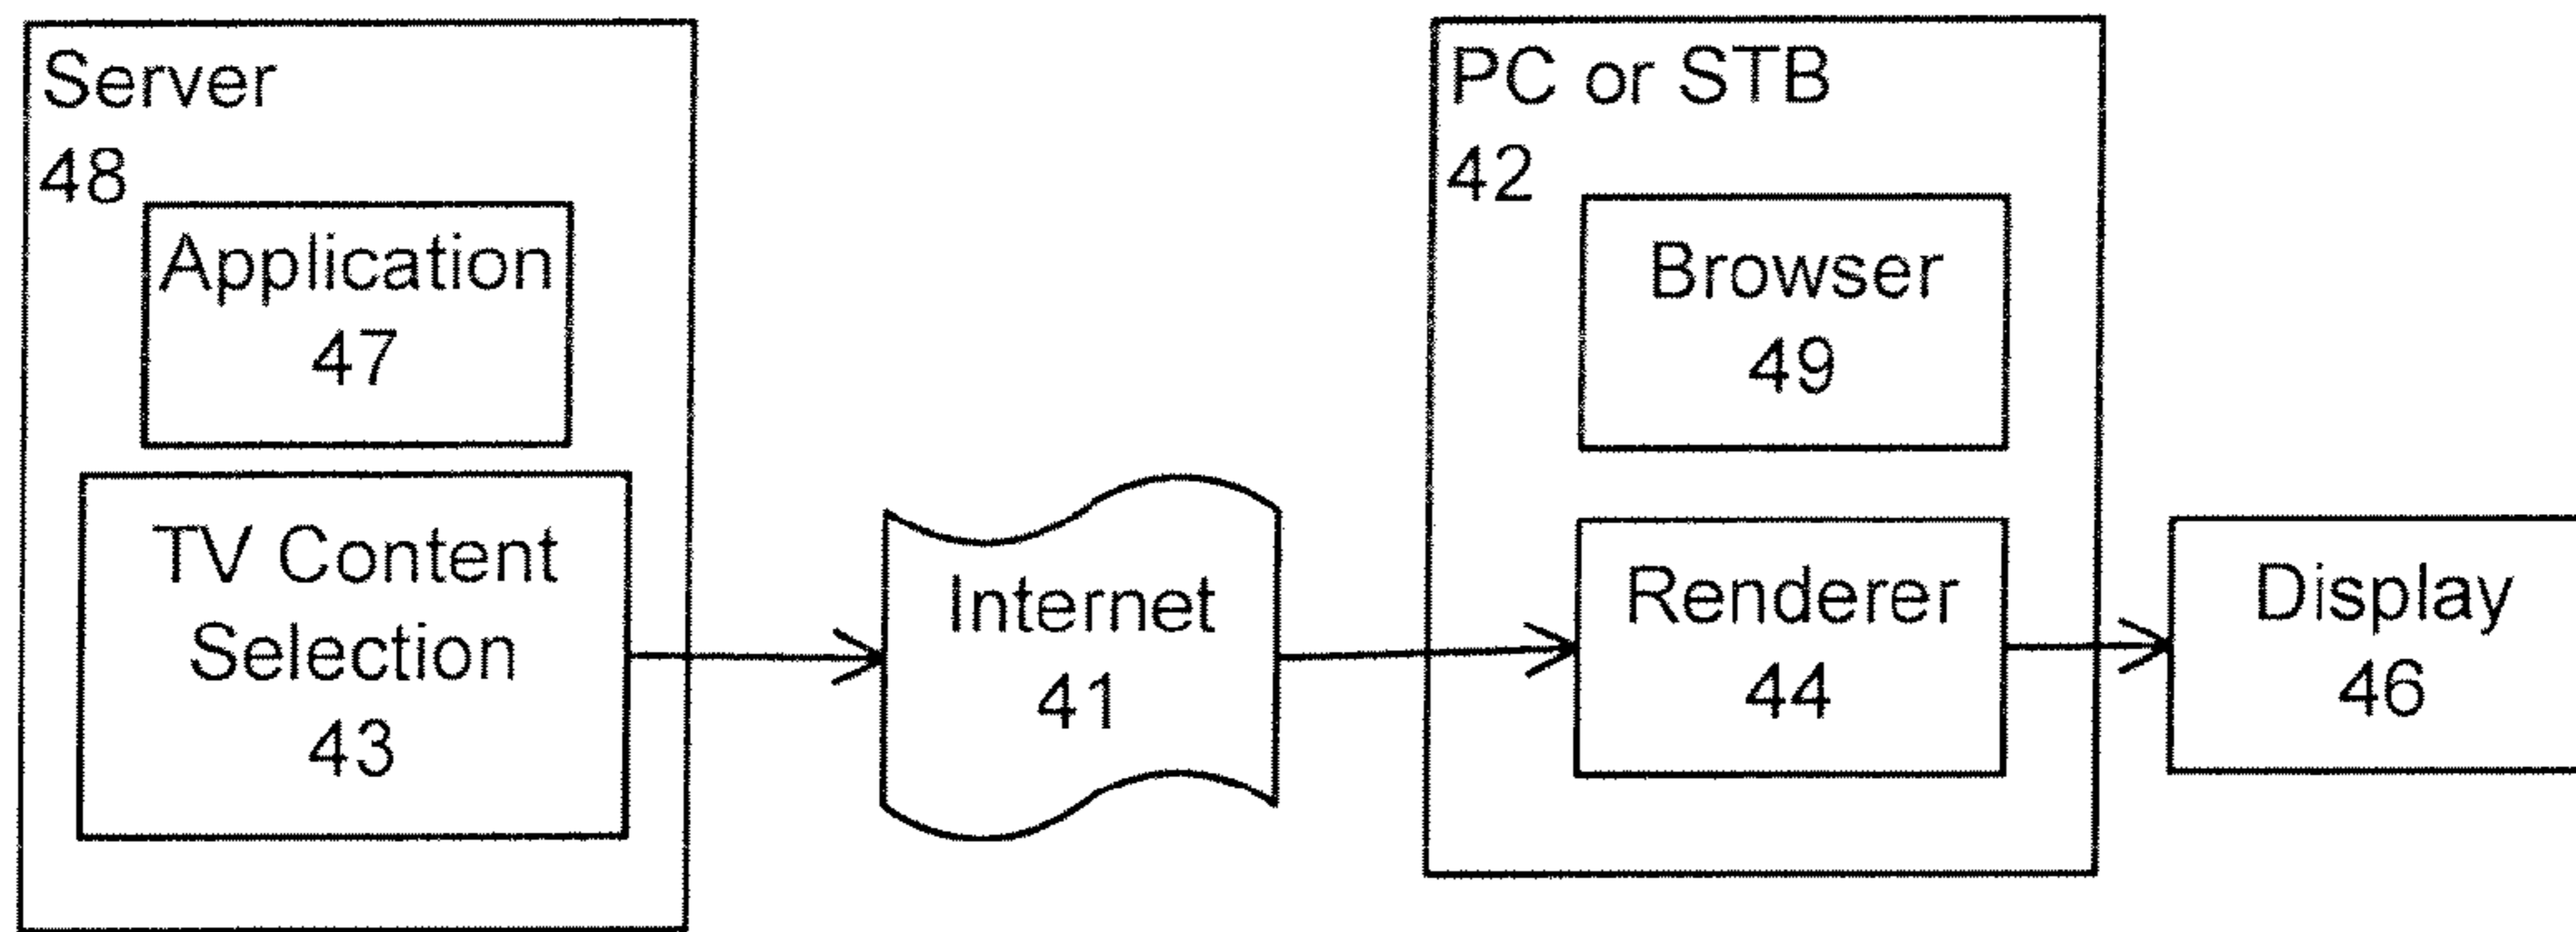 Server
48
Application
47
TV Content
Selection
43
Internet
41
PC or STB
42
Browser
49
Renderer
44
Display
46